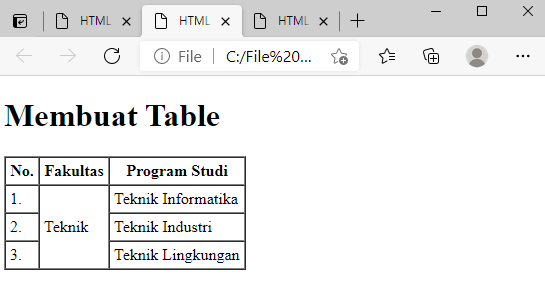 HTML HTML HTML
File C:/File%20...
Membuat Table
No. Fakultas Program Studi
1. Teknik Teknik Informatika
2. Teknik Industri
3. Teknik Lingkungan